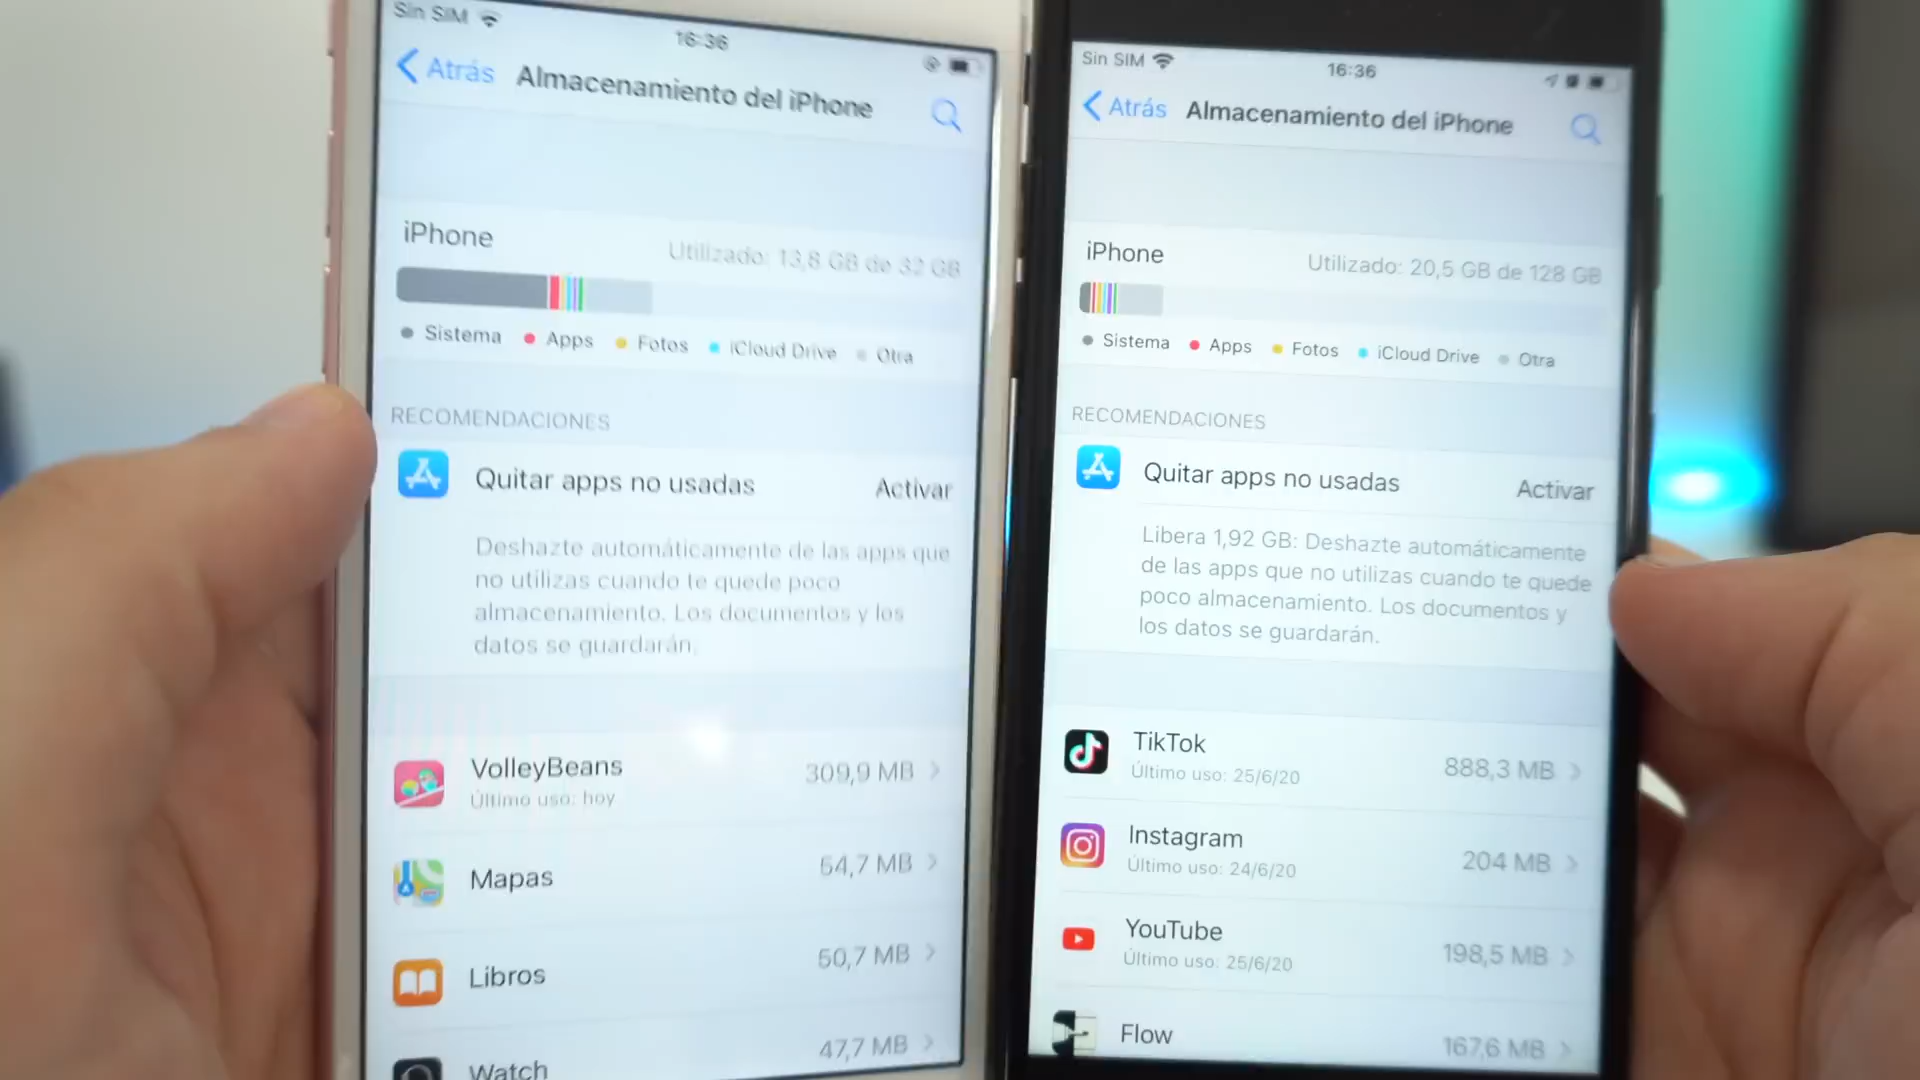 Sin SIM
16:36
Atrás
Almacenamiento del iPhone
iPhone
Utilizado: 13,8 GB de 32 GB
Sistema
Apps
Fotos
iCloud Drive
Otra
RECOMENDACIONES
Quitar apps no usadas
Activar
Deshazte automáticamente de las apps que
no utilizas cuando te quede poco
almacenamiento. Los documentos y los
datos se guardarán.
VolleyBeans
309,9 MB
Último uso: hoy
Mapas
54,7 MB
Libros
50,7 MB
Watch
47,7 MB
Sin SIM
16:36
Atrás
Almacenamiento del iPhone
iPhone
Utilizado: 20,5 GB de 128 GB
Sistema
Apps
Fotos
iCloud Drive
Otra
RECOMENDACIONES
Quitar apps no usadas
Activar
Libera 1,92 GB: Deshazte automáticamente
de las apps que no utilizas cuando te quede
poco almacenamiento. Los documentos y
los datos se guardarán.
TikTok
888,3 MB
Último uso: 25/6/20
Instagram
204 MB
Último uso: 24/6/20
YouTube
198,5 MB
Último uso: 25/6/20
Flow
167,6 MB